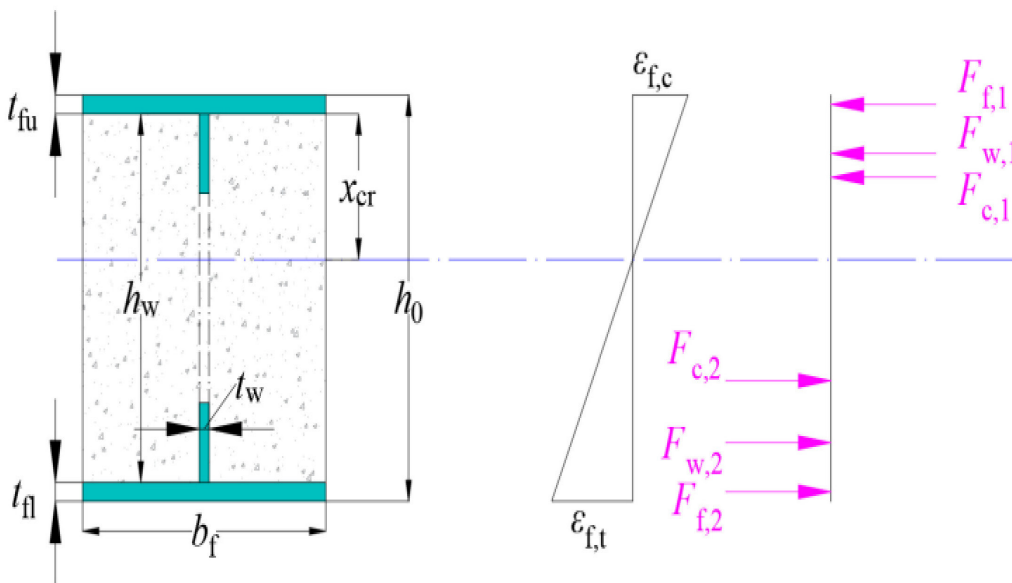 t_fu
h_w
t_w
t_fl
b_f
x_cr
h_0
ε_f,c
ε_f,t
F_f,1
F_w,1
F_c,1
F_c,2
F_w,2
F_f,2